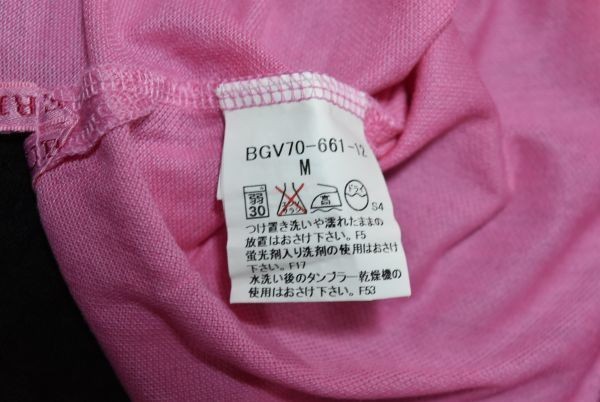 BGV70-661-12
M
弱 高 ドライ
30 S4
つけ置き洗いや濡れたままの
放置はおさけ下さい。F5
蛍光剤入り洗剤の使用
はおさけ下さい。F17
水洗い後のタンブラー乾燥機の
使用はおさけ下さい。F53